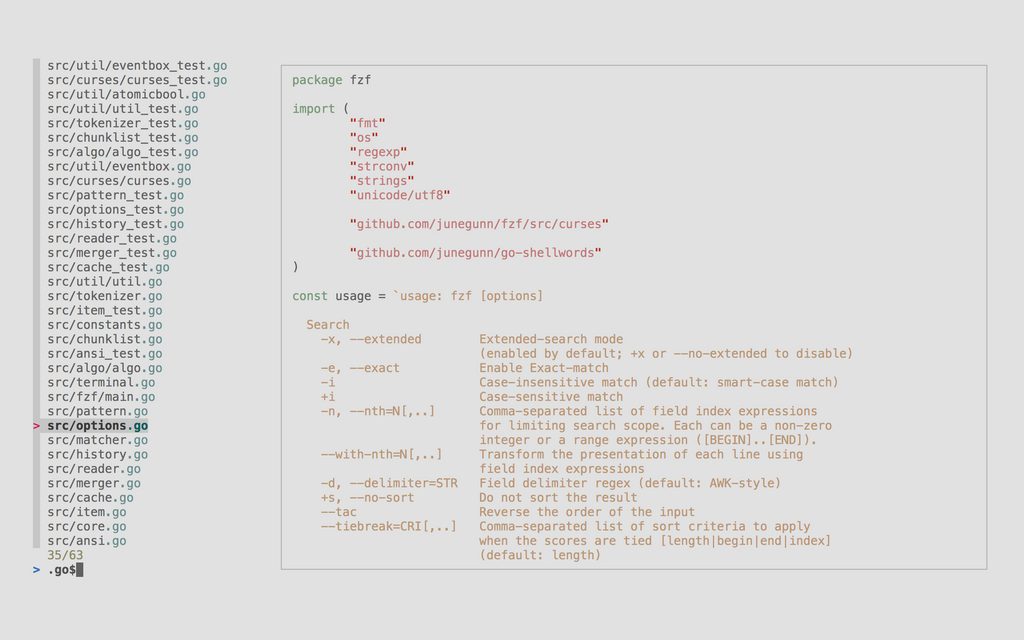 src/util/eventbox_test.go
src/curses/curses_test.go
src/util/atomicbool.go
src/util/util_test.go
src/tokenizer_test.go
src/chunklist_test.go
src/algo/algo_test.go
src/util/eventbox.go
src/curses/curses.go
src/pattern_test.go
src/options_test.go
src/history_test.go
src/reader_test.go
src/merger_test.go
src/cache_test.go
src/util/util.go
src/tokenizer.go
src/item_test.go
src/constants.go
src/chunklist.go
src/ansi_test.go
src/algo/algo.go
src/terminal.go
src/fzf/main.go
src/pattern.go
> src/options.go
src/matcher.go
src/history.go
src/reader.go
src/merger.go
src/cache.go
src/item.go
src/core.go
src/ansi.go
35/63
> .go$
package fzf
import (
"fmt"
"os"
"regexp"
"strconv"
"strings"
"unicode/utf8"
"github.com/junegunn/fzf/src/curses"
"github.com/junegunn/go-shellwords"
)
const usage = `usage: fzf [options]
Search
-x, --extended Extended-search mode
(enabled by default; +x or --no-extended to disable)
-e, --exact Enable Exact-match
-i Case-insensitive match (default: smart-case match)
+i Case-sensitive match
-n, --nth=N[,..] Comma-separated list of field index expressions
for limiting search scope. Each can be a non-zero
integer or a range expression ([BEGIN]..[END]).
--with-nth=N[,..] Transform the presentation of each line using
field index expressions
-d, --delimiter=STR Field delimiter regex (default: AWK-style)
+s, --no-sort Do not sort the result
--tac Reverse the order of the input
--tiebreak=CRI[,..] Comma-separated list of sort criteria to apply
when the scores are tied [length|begin|end|index]
(default: length)